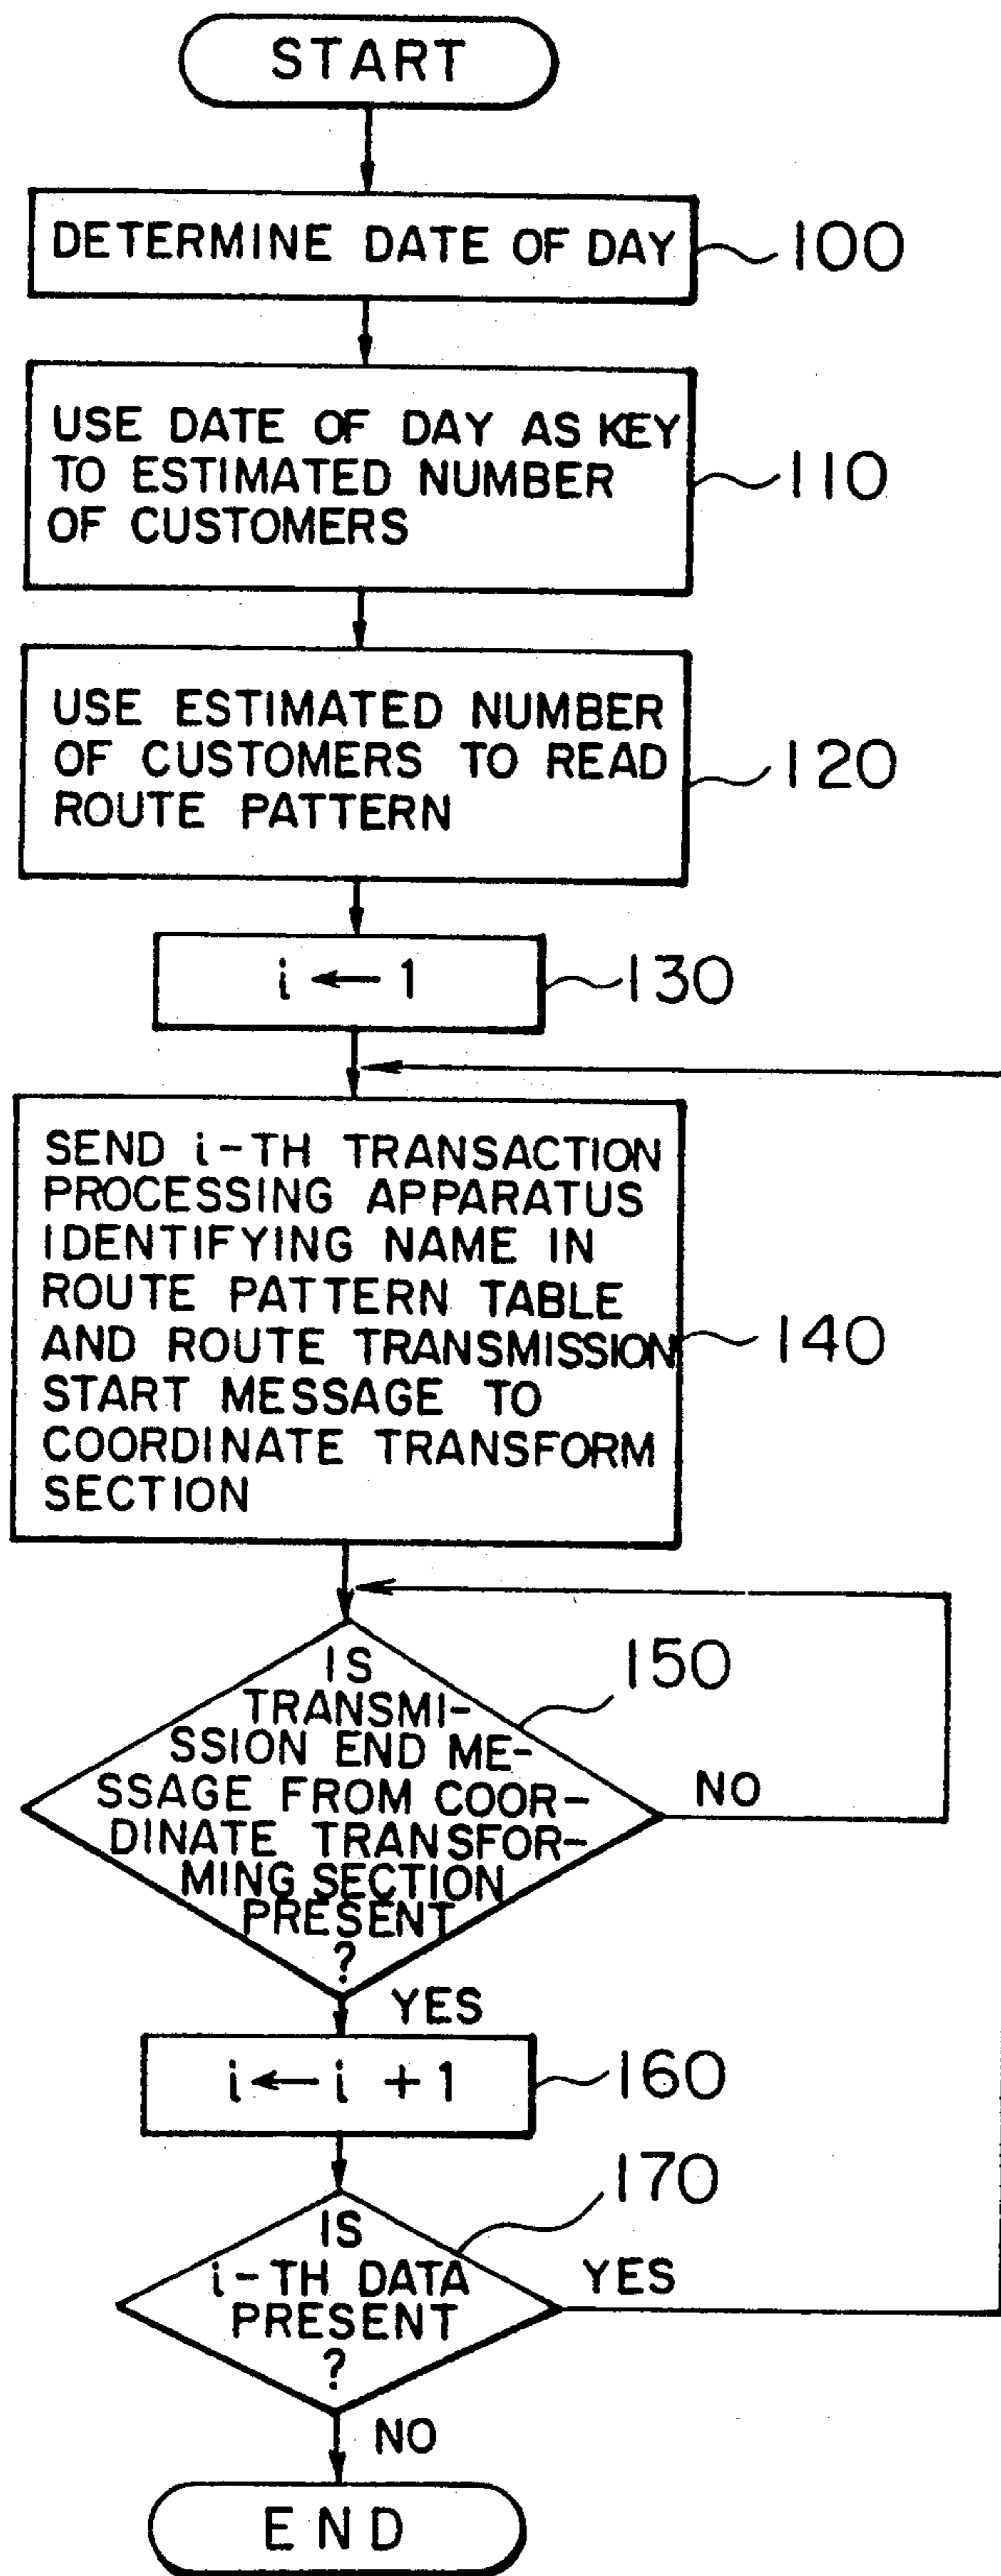 START
DETERMINE DATE OF DAY
100
USE DATE OF DAY AS KEY
TO ESTIMATED NUMBER
OF CUSTOMERS
110
USE ESTIMATED NUMBER
OF CUSTOMERS TO READ
ROUTE PATTERN
120
i ← 1
130
SEND i-TH TRANSACTION
PROCESSING APPARATUS
IDENTIFYING NAME IN
ROUTE PATTERN TABLE
AND ROUTE TRANSMISSION
START MESSAGE TO
COORDINATE TRANSFORM
SECTION
140
IS
TRANSMI-
SSION END ME-
SSAGE FROM COOR-
DINATE TRANSFOR-
MING SECTION
PRESENT
?
150
NO
YES
i ← i + 1
160
IS
i-TH DATA
PRESENT
?
170
YES
NO
END